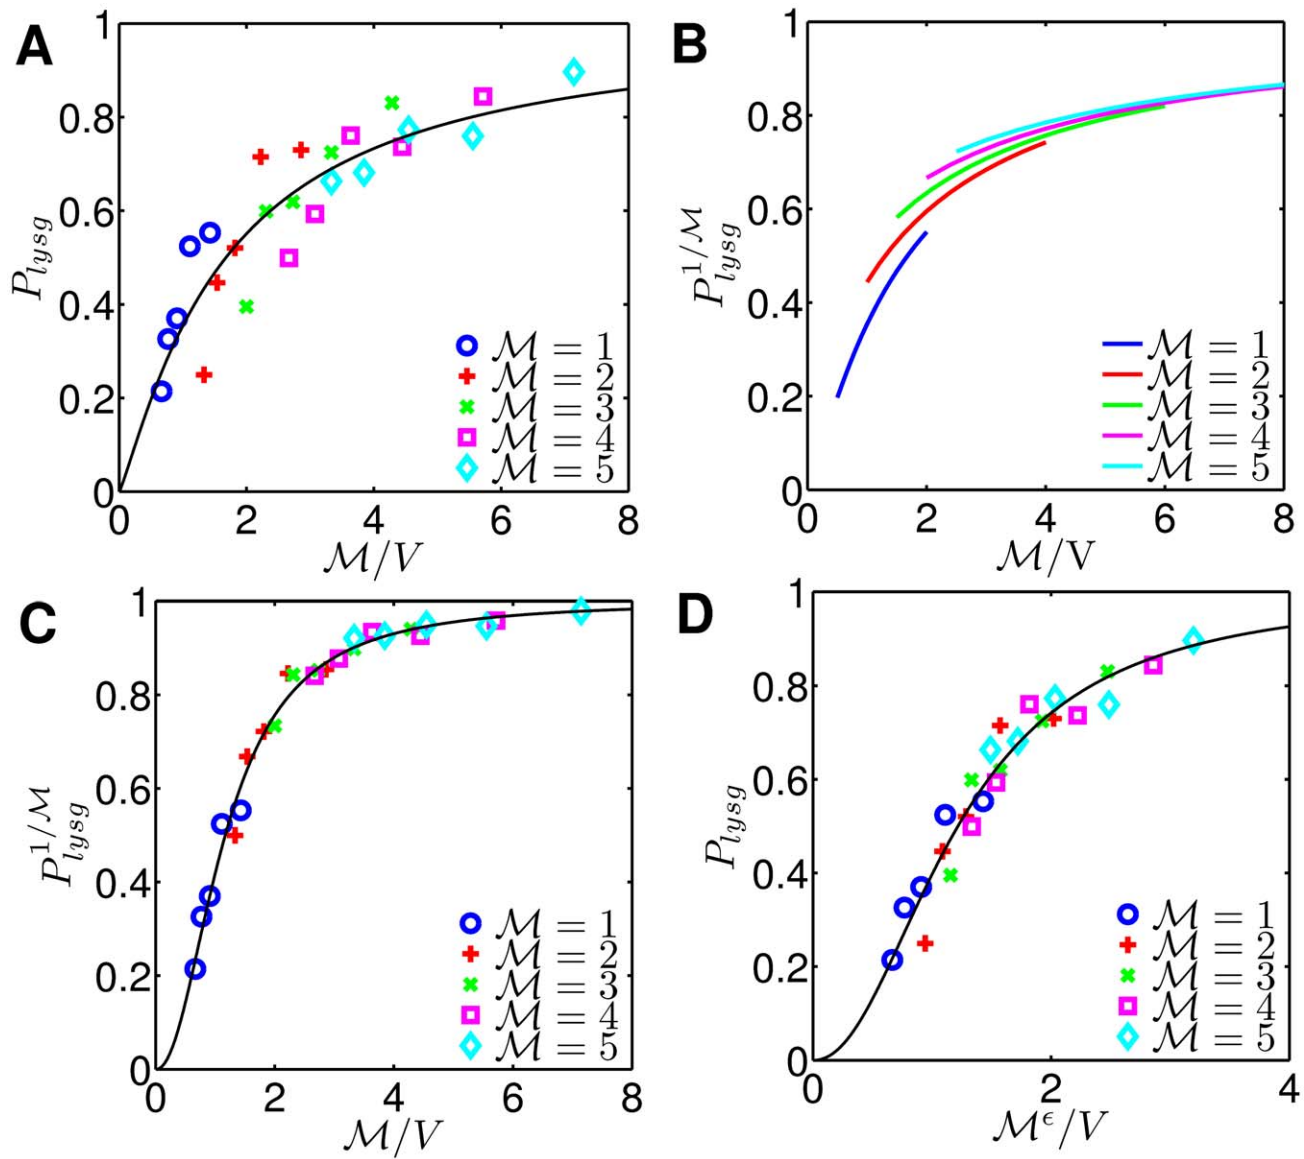 A
P_lysg
1
0.8
0.6
0.4
0.2
0
0 2 4 6 8
ℳ/V
ℳ = 1
ℳ = 2
ℳ = 3
ℳ = 4
ℳ = 5
B
P_lysg^1/ℳ
1
0.8
0.6
0.4
0.2
0
0 2 4 6 8
ℳ/V
ℳ = 1
ℳ = 2
ℳ = 3
ℳ = 4
ℳ = 5
C
P_lysg^1/ℳ
1
0.8
0.6
0.4
0.2
0
0 2 4 6 8
ℳ/V
ℳ = 1
ℳ = 2
ℳ = 3
ℳ = 4
ℳ = 5
D
P_lysg
1
0.8
0.6
0.4
0.2
0
0 2 4
ℳ^ϵ/V
ℳ = 1
ℳ = 2
ℳ = 3
ℳ = 4
ℳ = 5